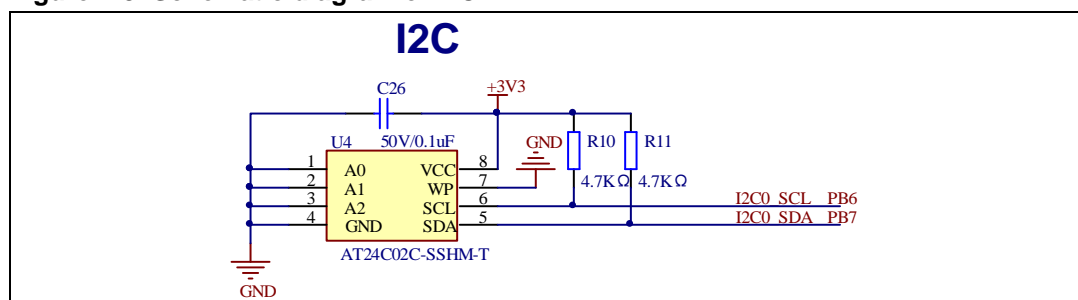 I2C
C26
+3V3
U4
50V/0.1uF
GND
R10
R11
1 A0 VCC 8
2 A1 WP 7
3 A2 SCL 6
4 GND SDA 5
4.7KΩ
4.7KΩ
I2C0_SCL PB6
I2C0_SDA PB7
AT24C02C-SSHM-T
GND